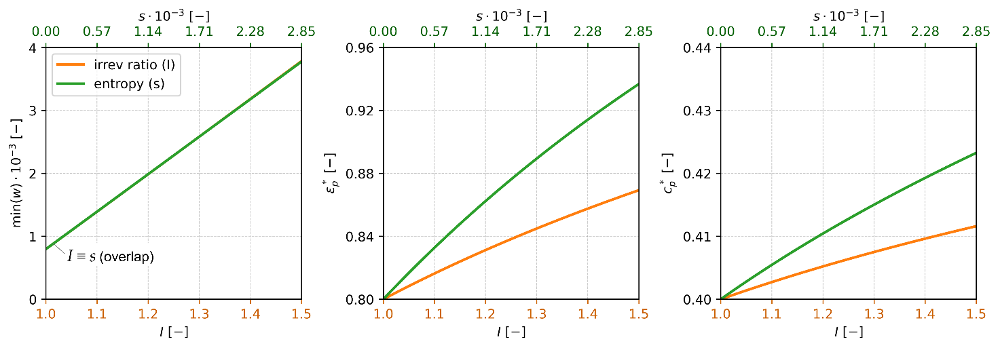 s · 10⁻³ [−]
0.00 0.57 1.14 1.71 2.28 2.85
4
3
2
1
0
min(w) · 10⁻³ [−]
irrev ratio (I)
entropy (s)
I ≡ s (overlap)
1.0 1.1 1.2 1.3 1.4 1.5
I [−]
s · 10⁻³ [−]
0.00 0.57 1.14 1.71 2.28 2.85
0.96
0.92
0.88
0.84
0.80
εₚ* [−]
1.0 1.1 1.2 1.3 1.4 1.5
I [−]
s · 10⁻³ [−]
0.00 0.57 1.14 1.71 2.28 2.85
0.44
0.43
0.42
0.41
0.40
cₚ* [−]
1.0 1.1 1.2 1.3 1.4 1.5
I [−]